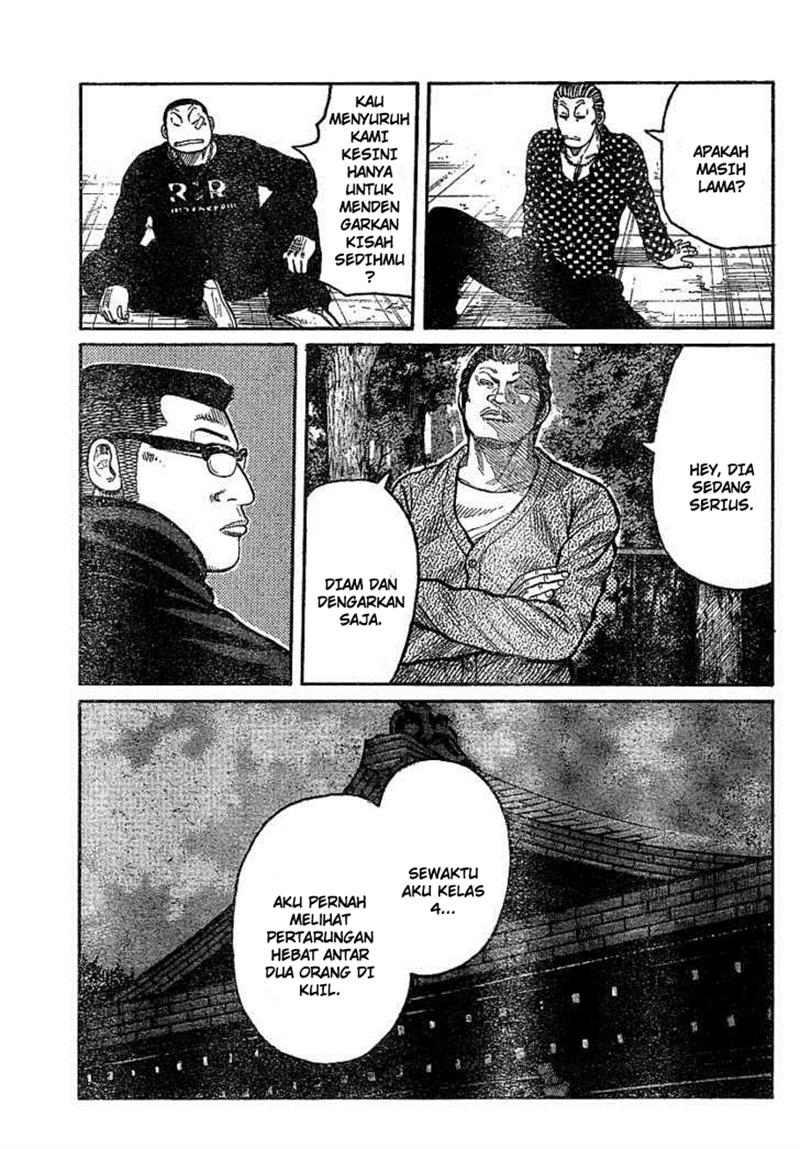 APAKAH
MASIH
LAMA?
KAU
MENYURUH
KAMI
KESINI
HANYA
UNTUK
MENDEN
GARKAN
KISAH
SEDIHMU
?
R R
HEY, DIA
SEDANG
SERIUS.
DIAM DAN
DENGARKAN
SAJA.
SEWAKTU
AKU KELAS
4...
AKU PERNAH
MELIHAT
PERTARUNGAN
HEBAT ANTAR
DUA ORANG DI
KUIL.